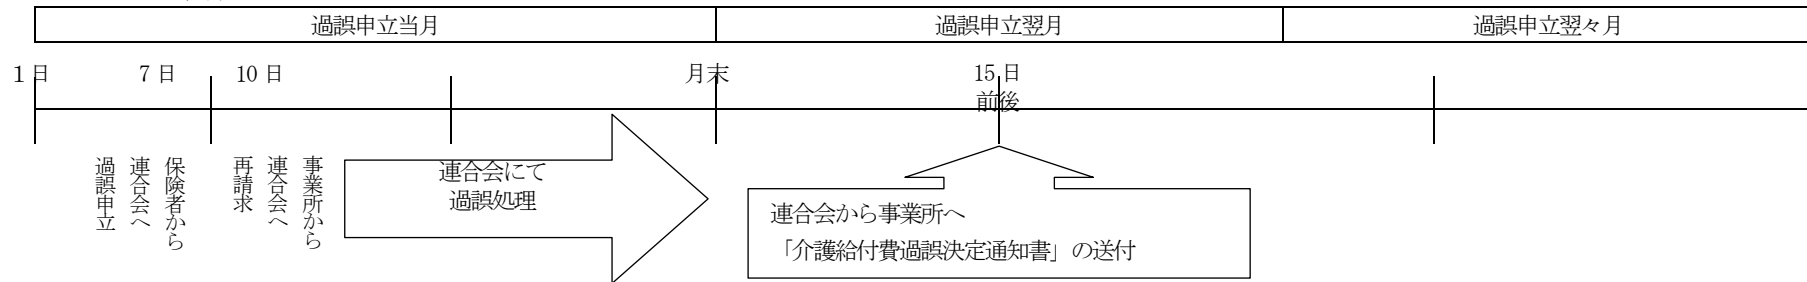 過誤申立当月
過誤申立翌月
過誤申立翌々月
1日
7日
10日
月末
15日
前後
保険者から
連合会へ
過誤申立
事業所から
連合会へ
再請求
連合会にて
過誤処理
連合会から事業所へ
「介護給付費過誤決定通知書」の送付